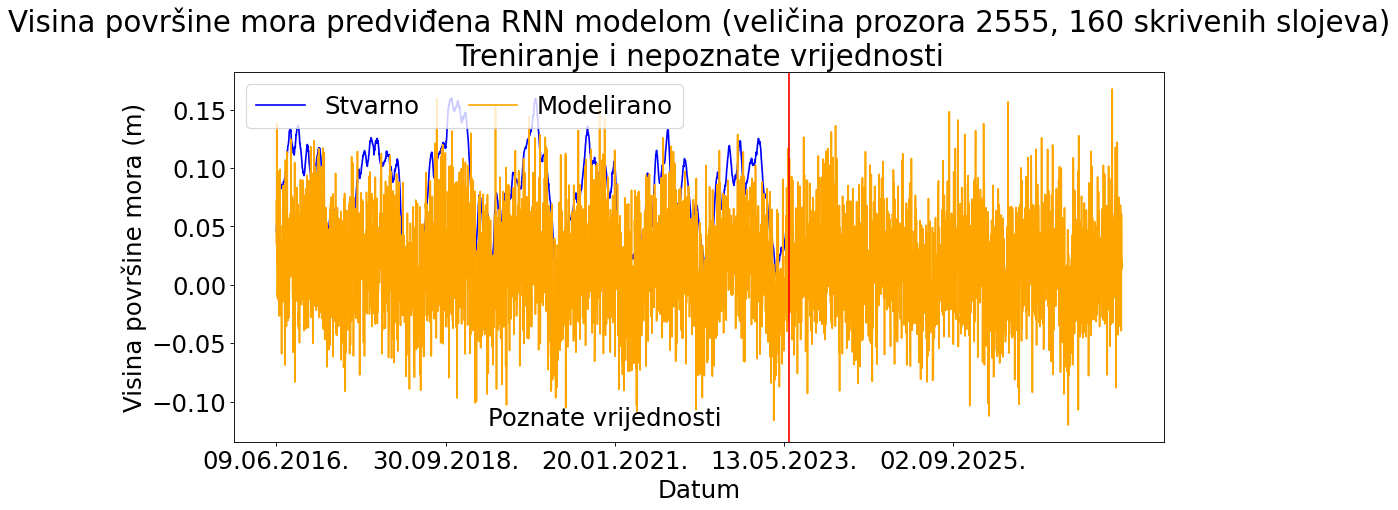 Visina površine mora predviđena RNN modelom (veličina prozora 2555, 160 skrivenih slojeva)
Treniranje i nepoznate vrijednosti
Stvarno Modelirano
Visina površine mora (m)
0.15
0.10
0.05
0.00
−0.05
−0.10
Poznate vrijednosti
09.06.2016. 30.09.2018. 20.01.2021. 13.05.2023. 02.09.2025.
Datum